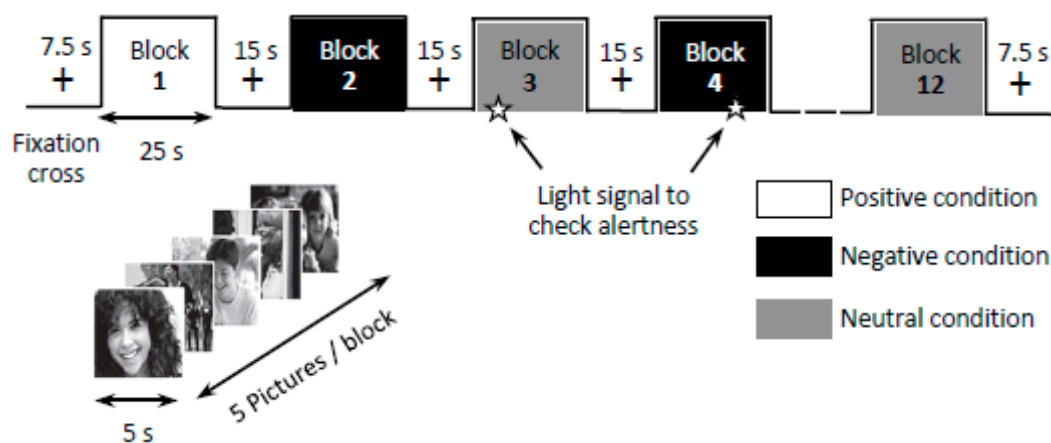 7.5 s
Block
1
15 s
Block
2
15 s
Block
3
15 s
Block
4
Block
12
7.5 s
+
+
+
+
+
Fixation
cross
25 s
Light signal to
check alertness
Positive condition
Negative condition
Neutral condition
5 Pictures / block
5 s